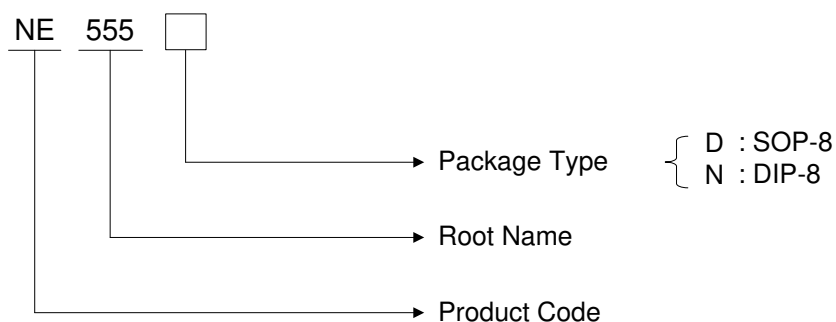 NE 555
Package Type
D : SOP-8
N : DIP-8
Root Name
Product Code